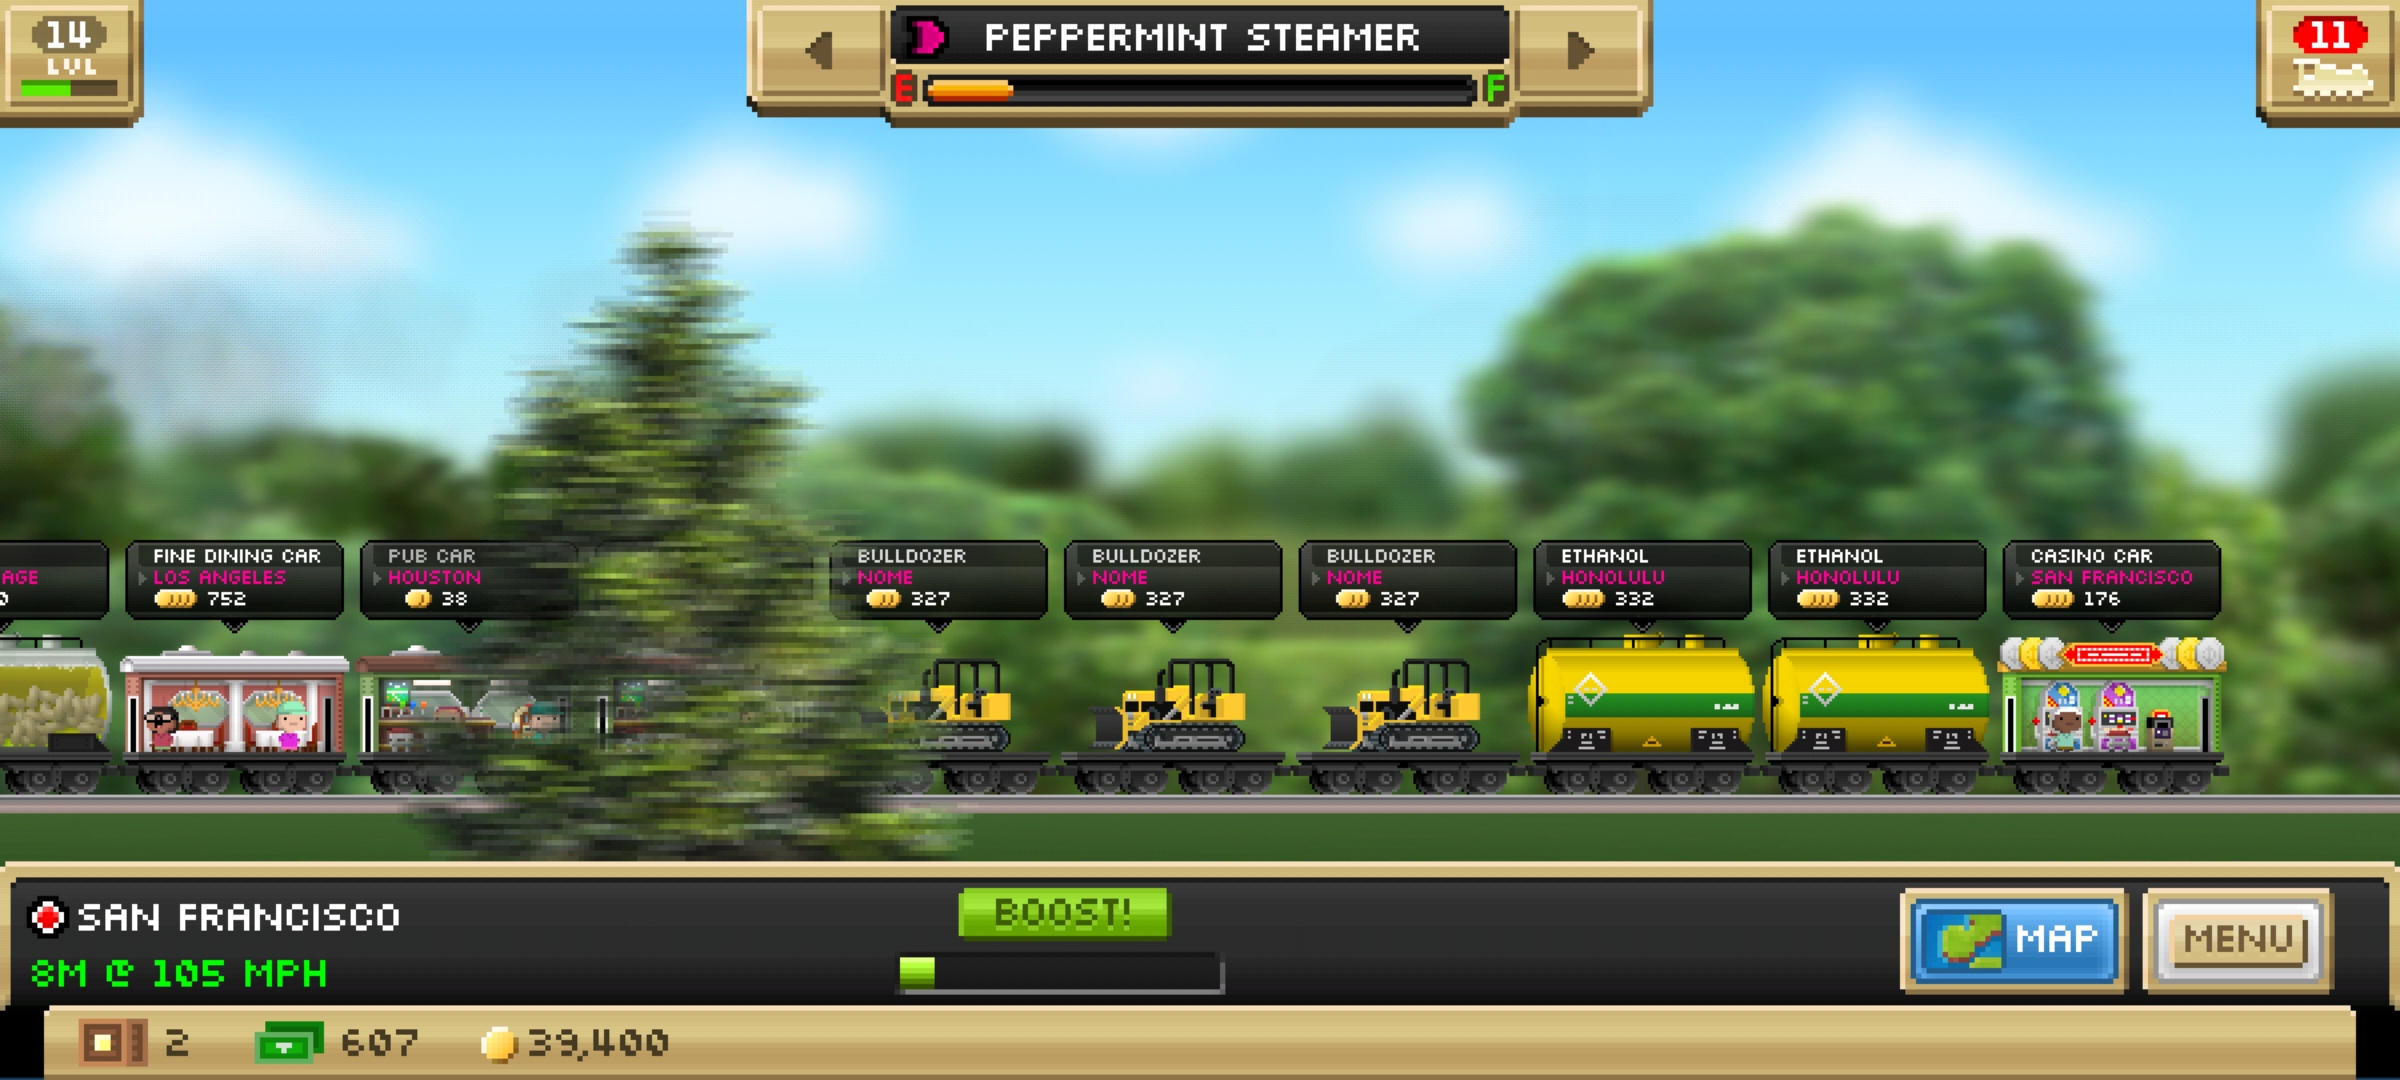 14
LVL
PEPPERMINT STEAMER
E
F
11
AGE
FINE DINING CAR
LOS ANGELES
752
PUB CAR
HOUSTON
38
BULLDOZER
NOME
327
BULLDOZER
NOME
327
BULLDOZER
NOME
327
ETHANOL
HONOLULU
332
ETHANOL
HONOLULU
332
CASINO CAR
SAN FRANCISCO
176
SAN FRANCISCO
8M @ 105 MPH
BOOST!
MAP
MENU
2
607
39,400